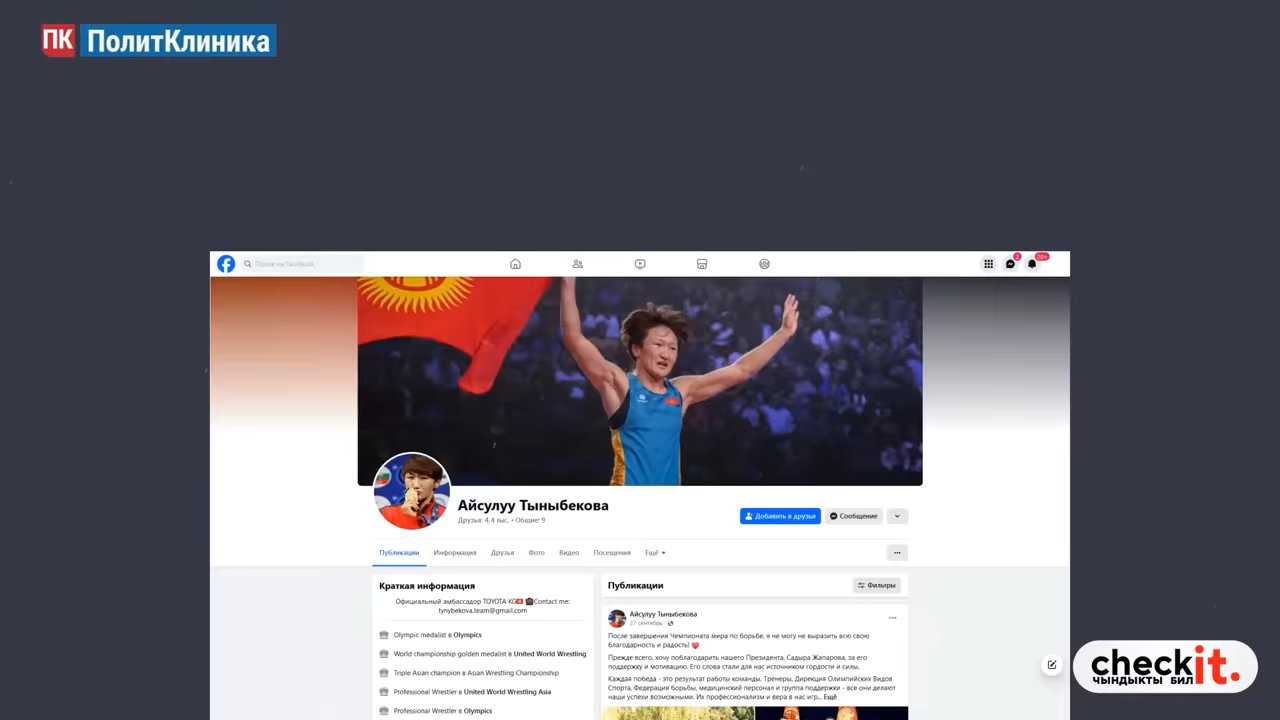 ПК ПолитКлиника
Поиск на Facebook
2
20+
Айсулуу Тыныбекова
Друзья: 4,4 тыс. • Общие: 9
Добавить в друзья
Сообщение
Публикации Информация Друзья Фото Видео Посещения Ещё
Краткая информация
Официальный амбассадор TOYOTA KG🇰🇬 💼Contact me:
tynybekova.team@gmail.com
Olympic medalist в Olympics
World championship golden medalist в United World Wrestling
Triple Asian champion в Asian Wrestling Championship
Professional Wrestler в United World Wrestling Asia
Professional Wrestler в Olympics
Публикации
Фильтры
Айсулуу Тыныбекова
27 сентябрь ·
После завершения Чемпионата мира по борьбе, я не могу не выразить всю свою
благодарность и радость! ❤️
Прежде всего, хочу поблагодарить нашего Президента, Садыра Жапарова, за его
поддержку и мотивацию. Его слова стали для нас источником гордости и силы.
Каждая победа - это результат работы команды. Тренеры, Дирекция Олимпийских Видов
Спорта, Федерация борьбы, медицинский персонал и группа поддержки - все они делают
наши успехи возможными. Их профессионализм и вера в нас игр... Ещё
checkit.
ЧЫНДЫКТЫ БИЛ